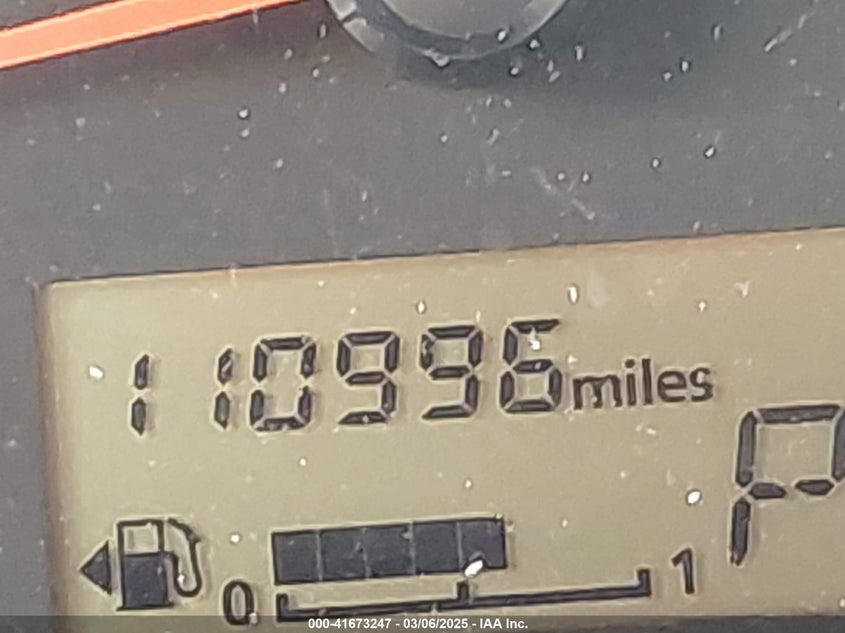 110996 miles
P
0 1
000-41673247 - 03/06/2025 - IAA Inc.